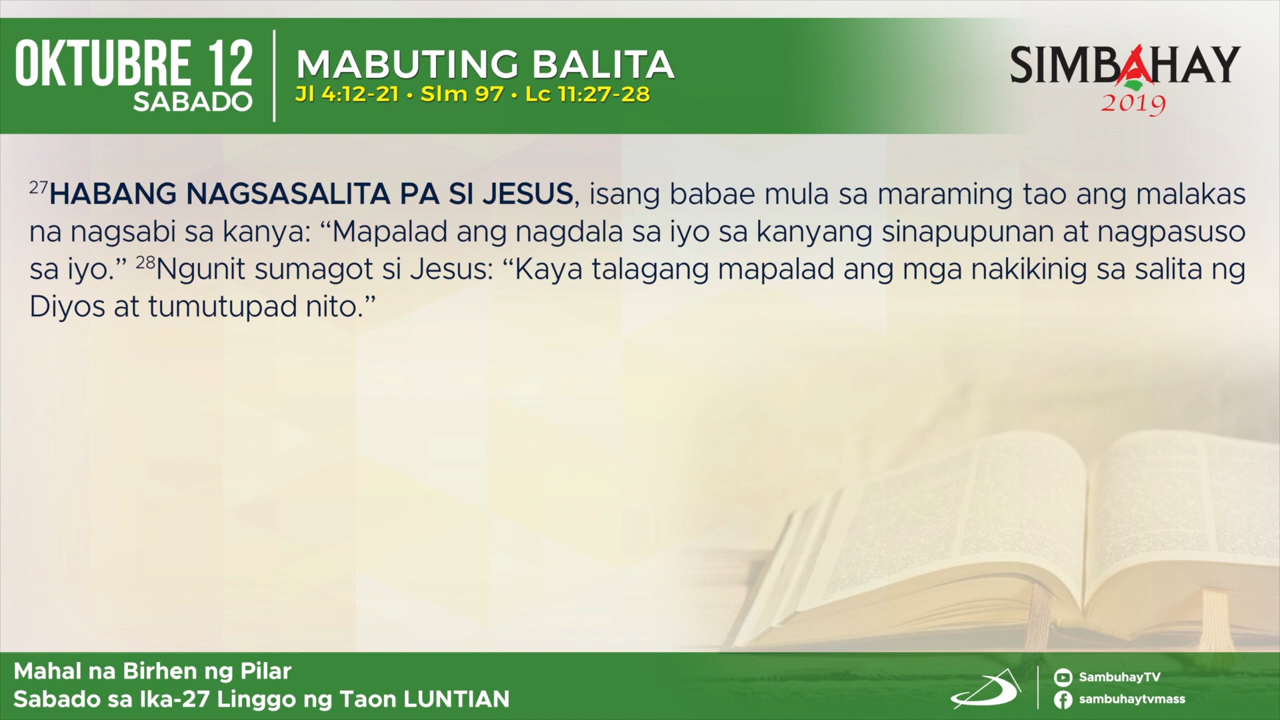 OKTUBRE 12
SABADO
MABUTING BALITA
Jl 4:12-21 • Slm 97 • Lc 11:27-28
SIMBAHAY
2019
27HABANG NAGSASALITA PA SI JESUS, isang babae mula sa maraming tao ang malakas
na nagsabi sa kanya: “Mapalad ang nagdala sa iyo sa kanyang sinapupunan at nagpasuso
sa iyo.” 28Ngunit sumagot si Jesus: “Kaya talagang mapalad ang mga nakikinig sa salita ng
Diyos at tumutupad nito.”
Mahal na Birhen ng Pilar
Sabado sa Ika-27 Linggo ng Taon LUNTIAN
SambuhayTV
sambuhaytvmass